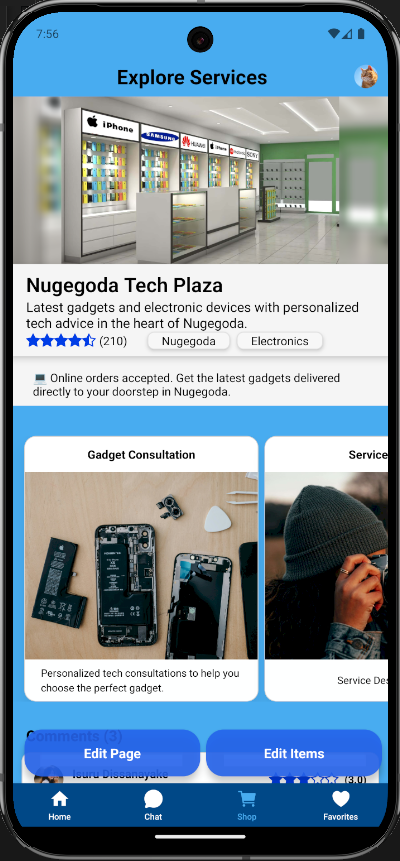 7:56
Explore Services
iPhone
SAMSUNG
HUAWEI
iPhone
SONY
Nugegoda Tech Plaza
Latest gadgets and electronic devices with personalized
tech advice in the heart of Nugegoda.
(210)
Nugegoda
Electronics
💻 Online orders accepted. Get the latest gadgets delivered
directly to your doorstep in Nugegoda.
Gadget Consultation
Service
Personalized tech consultations to help you
choose the perfect gadget.
Service Des
Comments (3)
Edit Page
Edit Items
Isuru Dissanayake
(3.0)
Home
Chat
Shop
Favorites